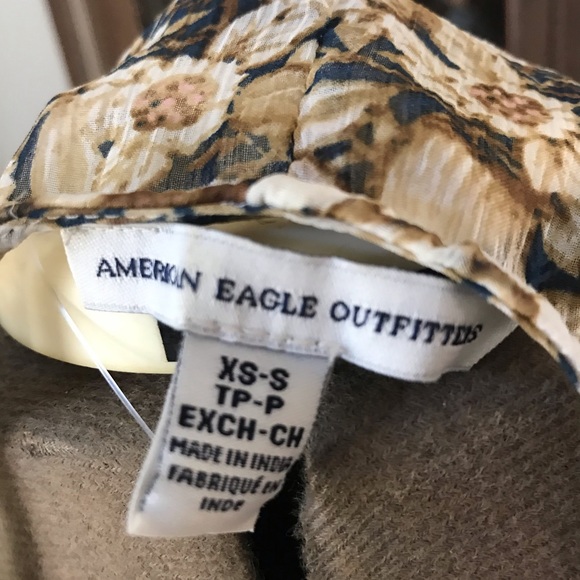 AMERICAN EAGLE OUTFITTERS
XS-S
TP-P
EXCH-CH
MADE IN INDIA
FABRIQUÉ EN
INDE